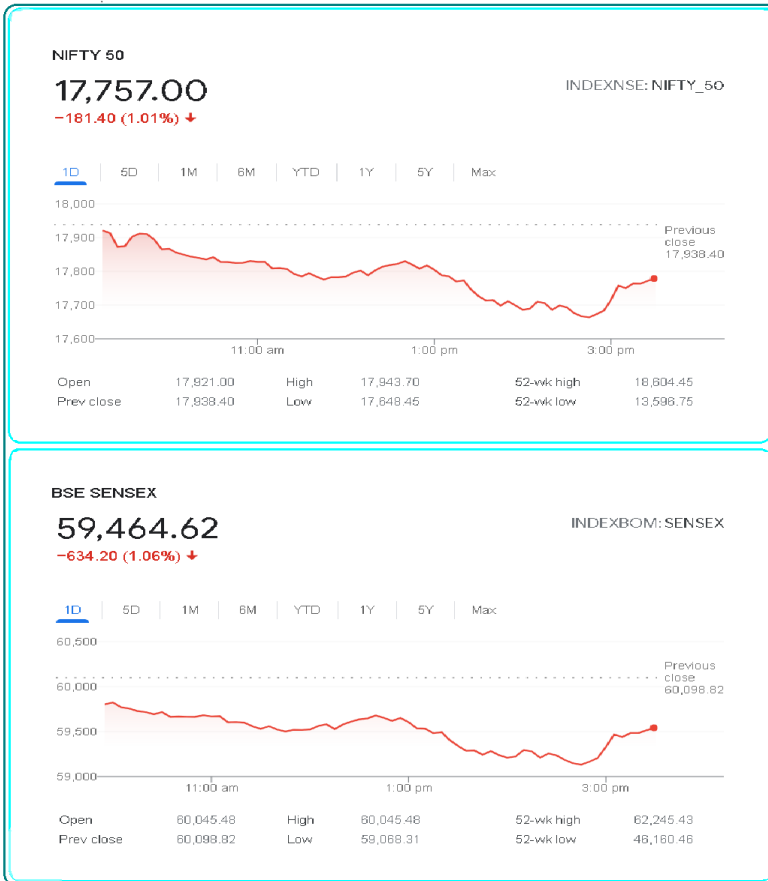 NIFTY 50
17,757.00
INDEXNSE: NIFTY_50
−181.40 (1.01%) ↓
1D 5D 1M 6M YTD 1Y 5Y Max
18,000
17,900
17,800
17,700
17,600
Previous
close
17,938.40
11:00 am 1:00 pm 3:00 pm
Open 17,921.00 High 17,943.70 52-wk high 18,604.45
Prev close 17,938.40 Low 17,648.45 52-wk low 13,596.75
BSE SENSEX
59,464.62
INDEXBOM: SENSEX
−634.20 (1.06%) ↓
1D 5D 1M 6M YTD 1Y 5Y Max
60,500
60,000
59,500
59,000
Previous
close
60,098.82
11:00 am 1:00 pm 3:00 pm
Open 60,045.48 High 60,045.48 52-wk high 62,245.43
Prev close 60,098.82 Low 59,068.31 52-wk low 46,160.46